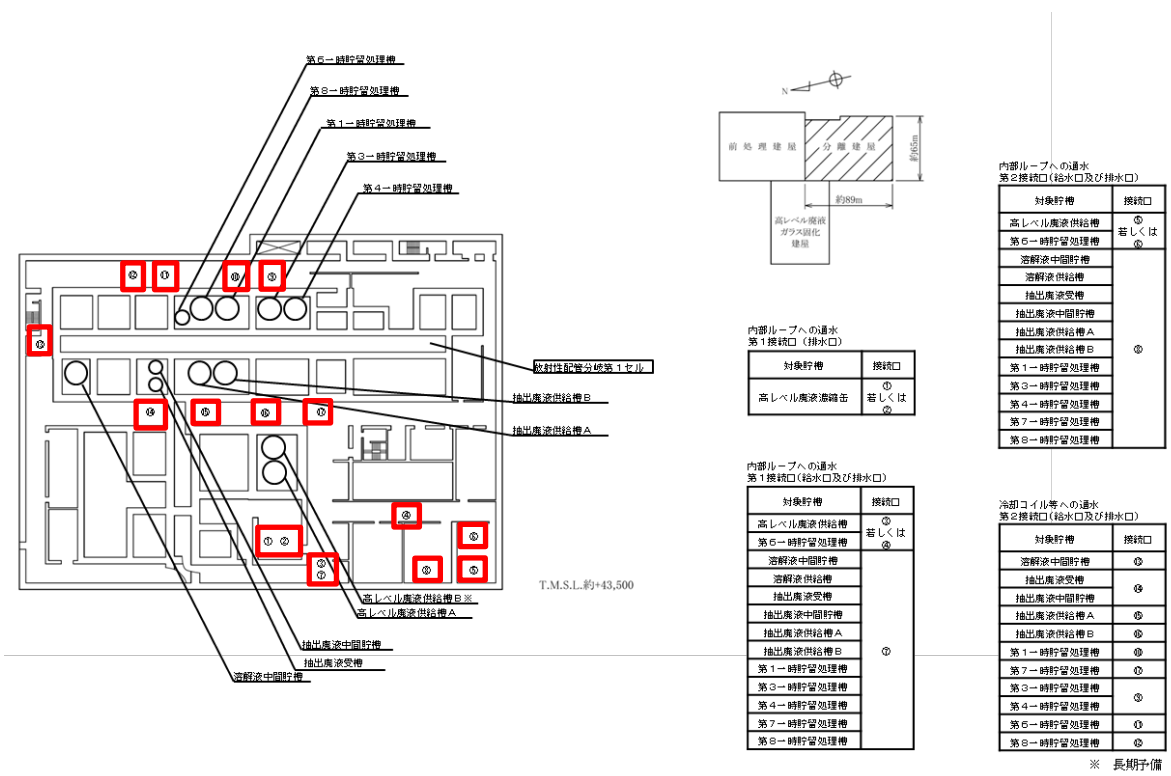 第6一時貯留処理槽
第8一時貯留処理槽
第1一時貯留処理槽
第3一時貯留処理槽
第4一時貯留処理槽
放射性配管分岐第1セル
抽出廃液供給槽B
抽出廃液供給槽A
T.M.S.L.約+43,500
高レベル廃液供給槽B※
高レベル廃液供給槽A
抽出廃液中間貯槽
抽出廃液受槽
溶解液中間貯槽
⑭
⑮
⑯
⑰
④
① ②
⑦
N
前処理建屋
分離建屋
約65m
約89m
高レベル廃液
ガラス固化
建屋
内部ループへの通水
第1接続口（排水口）
対象貯槽 接続口
高レベル廃液濃縮缶
①
若しくは
②
内部ループへの通水
第1接続口(給水口及び排水口)
対象貯槽 接続口
高レベル廃液供給槽
第6一時貯留処理槽
③
若しくは
④
溶解液中間貯槽
溶解液供給槽
抽出廃液受槽
抽出廃液中間貯槽
抽出廃液供給槽A
抽出廃液供給槽B
第1一時貯留処理槽
第3一時貯留処理槽
第4一時貯留処理槽
第7一時貯留処理槽
第8一時貯留処理槽
⑦
内部ループへの通水
第2接続口(給水口及び排水口)
対象貯槽 接続口
高レベル廃液供給槽
第6一時貯留処理槽
⑤
若しくは
⑥
溶解液中間貯槽
溶解液供給槽
抽出廃液受槽
抽出廃液中間貯槽
抽出廃液供給槽A
抽出廃液供給槽B
第1一時貯留処理槽
第3一時貯留処理槽
第4一時貯留処理槽
第7一時貯留処理槽
第8一時貯留処理槽
⑧
冷却コイル等への通水
第2接続口(給水口及び排水口)
対象貯槽 接続口
溶解液中間貯槽 ⑬
抽出廃液受槽
抽出廃液中間貯槽
⑭
抽出廃液供給槽A ⑮
抽出廃液供給槽B ⑯
第1一時貯留処理槽 ⑩
第7一時貯留処理槽 ⑰
第3一時貯留処理槽
第4一時貯留処理槽
⑨
第6一時貯留処理槽 ⑪
第8一時貯留処理槽 ⑫
※ 長期予備